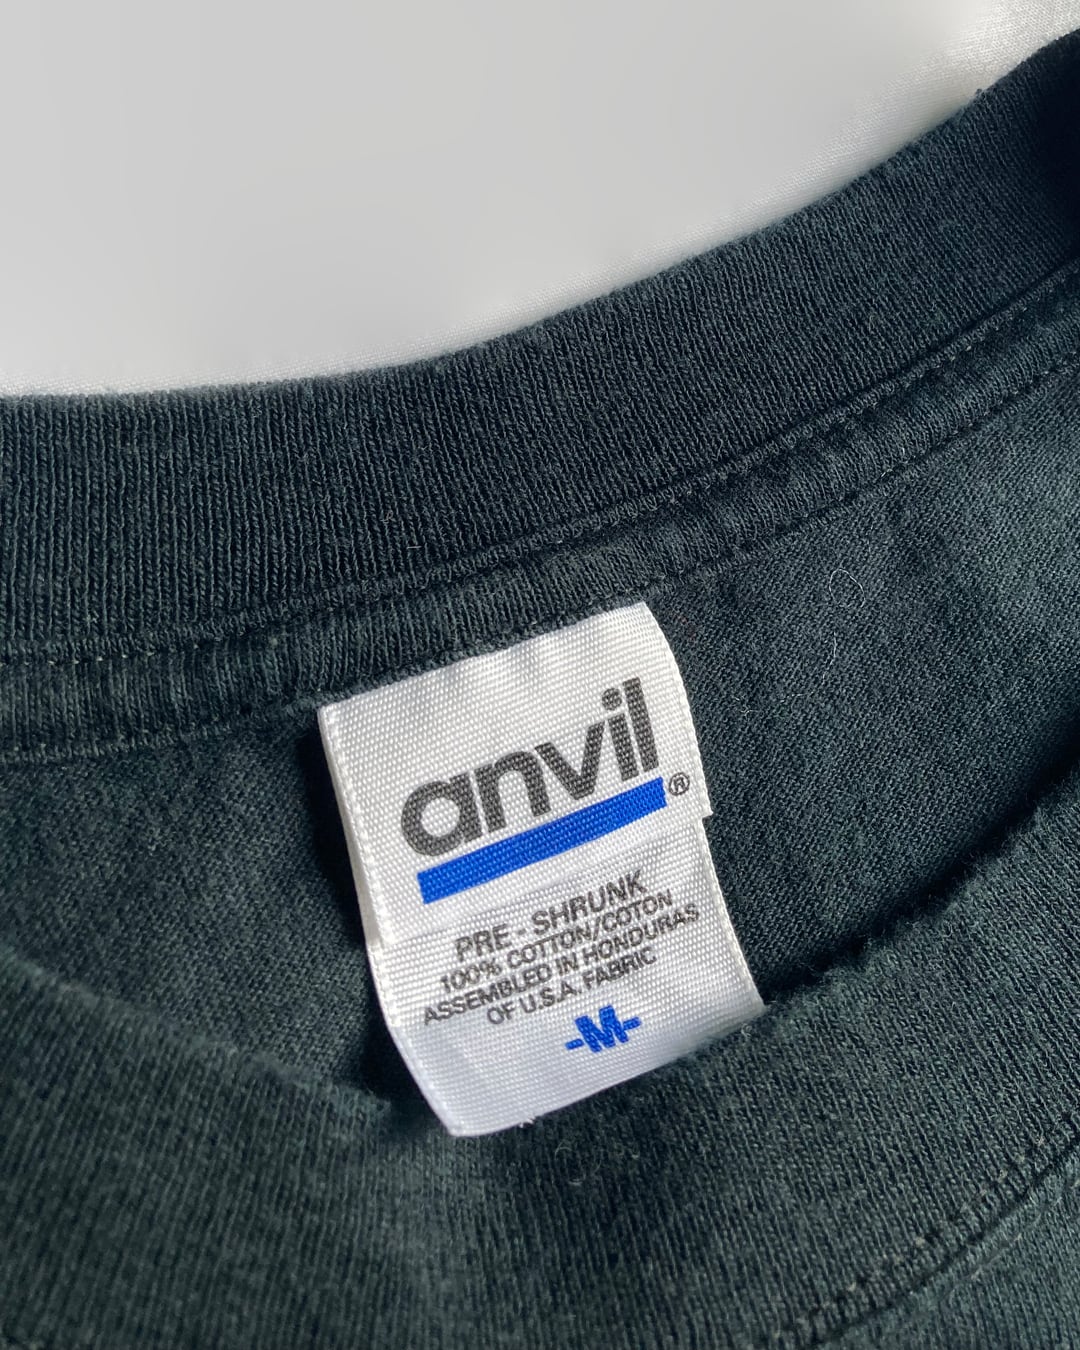 anvil®
PRE-SHRUNK
100% COTTON/COTON
ASSEMBLED IN HONDURAS
OF U.S.A. FABRIC
-M-